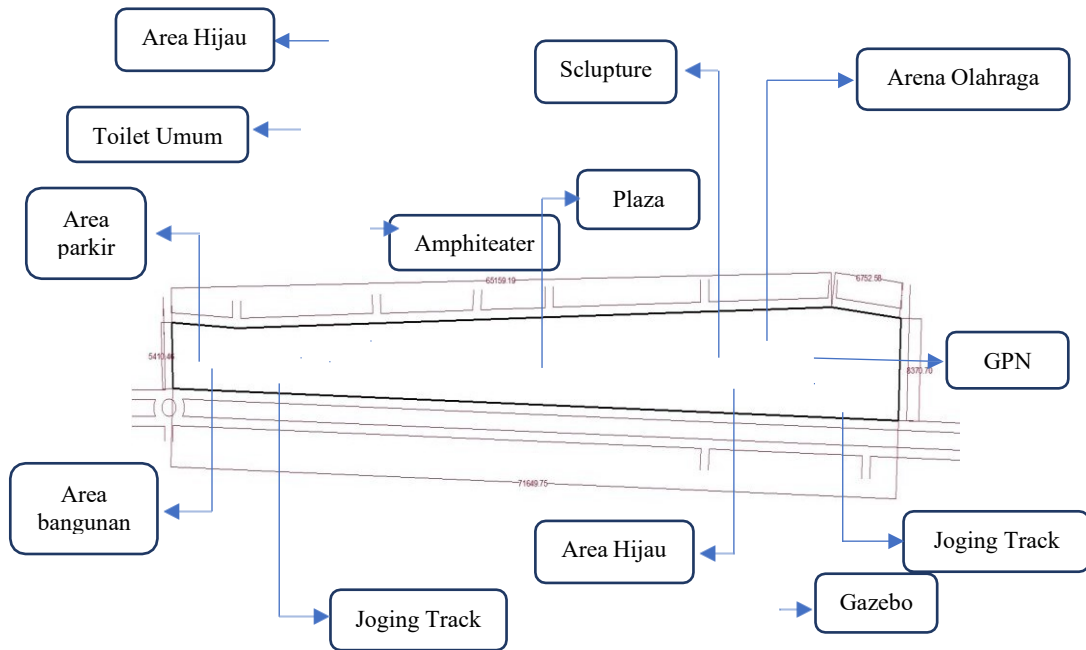 Area Hijau
Sclupture
Arena Olahraga
Toilet Umum
Plaza
Area
parkir
Amphiteater
65159.19
6752.58
5410.46
8370.70
GPN
71649.75
Area
bangunan
Area Hijau
Joging Track
Joging Track
Gazebo